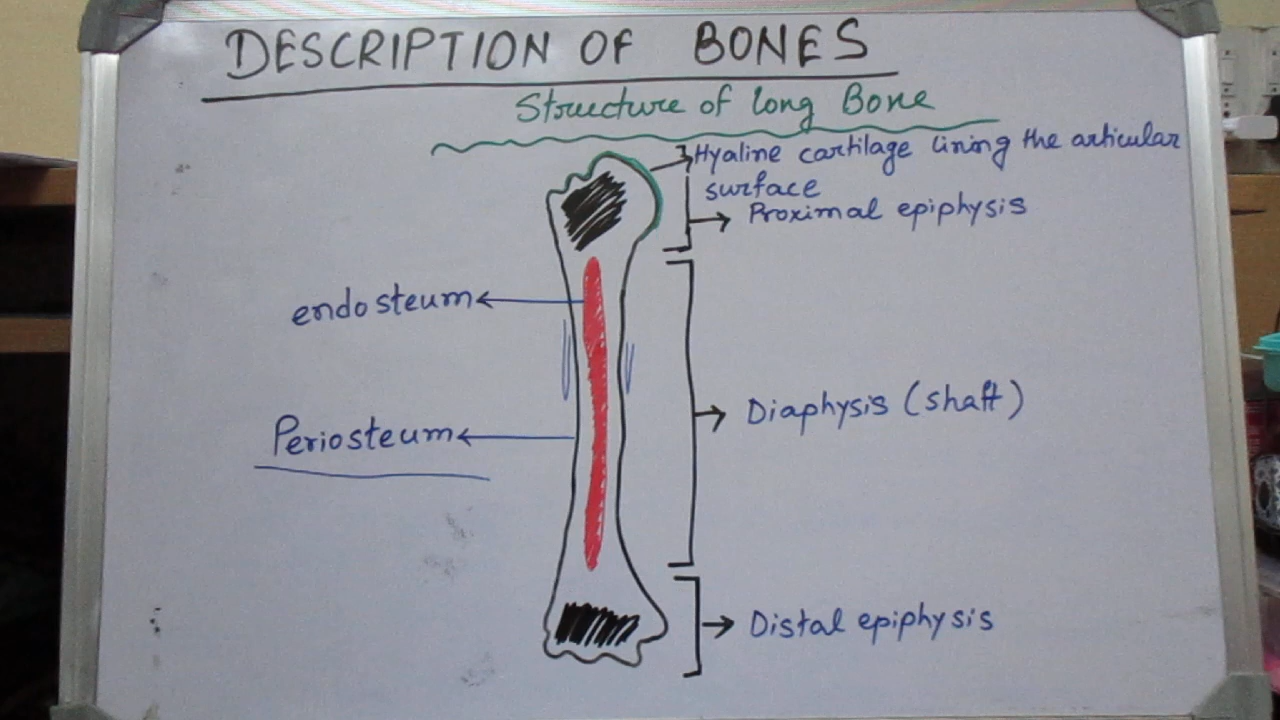 DESCRIPTION OF BONES
Structure of long Bone
Hyaline cartilage lining the articular
surface
Proximal epiphysis
endosteum
Diaphysis (shaft)
Periosteum
Distal epiphysis